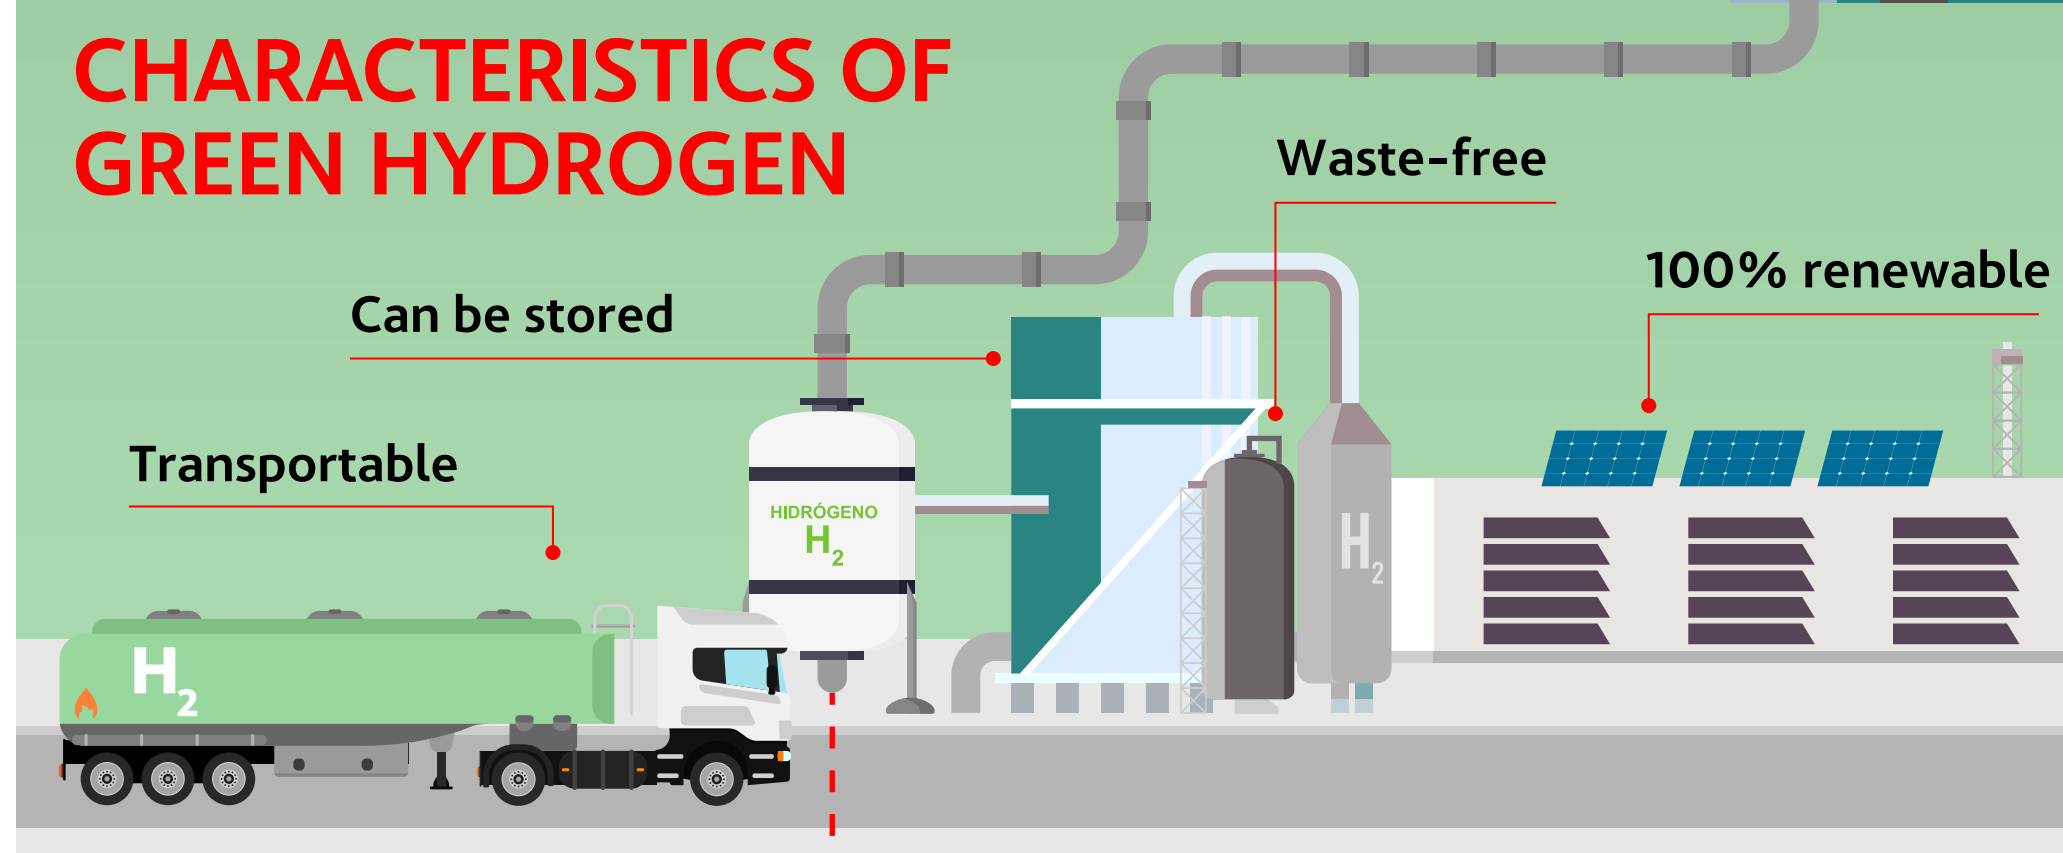 CHARACTERISTICS OF
GREEN HYDROGEN
Waste-free
100% renewable
Can be stored
Transportable
HIDRÓGENO
H2
H2
H2